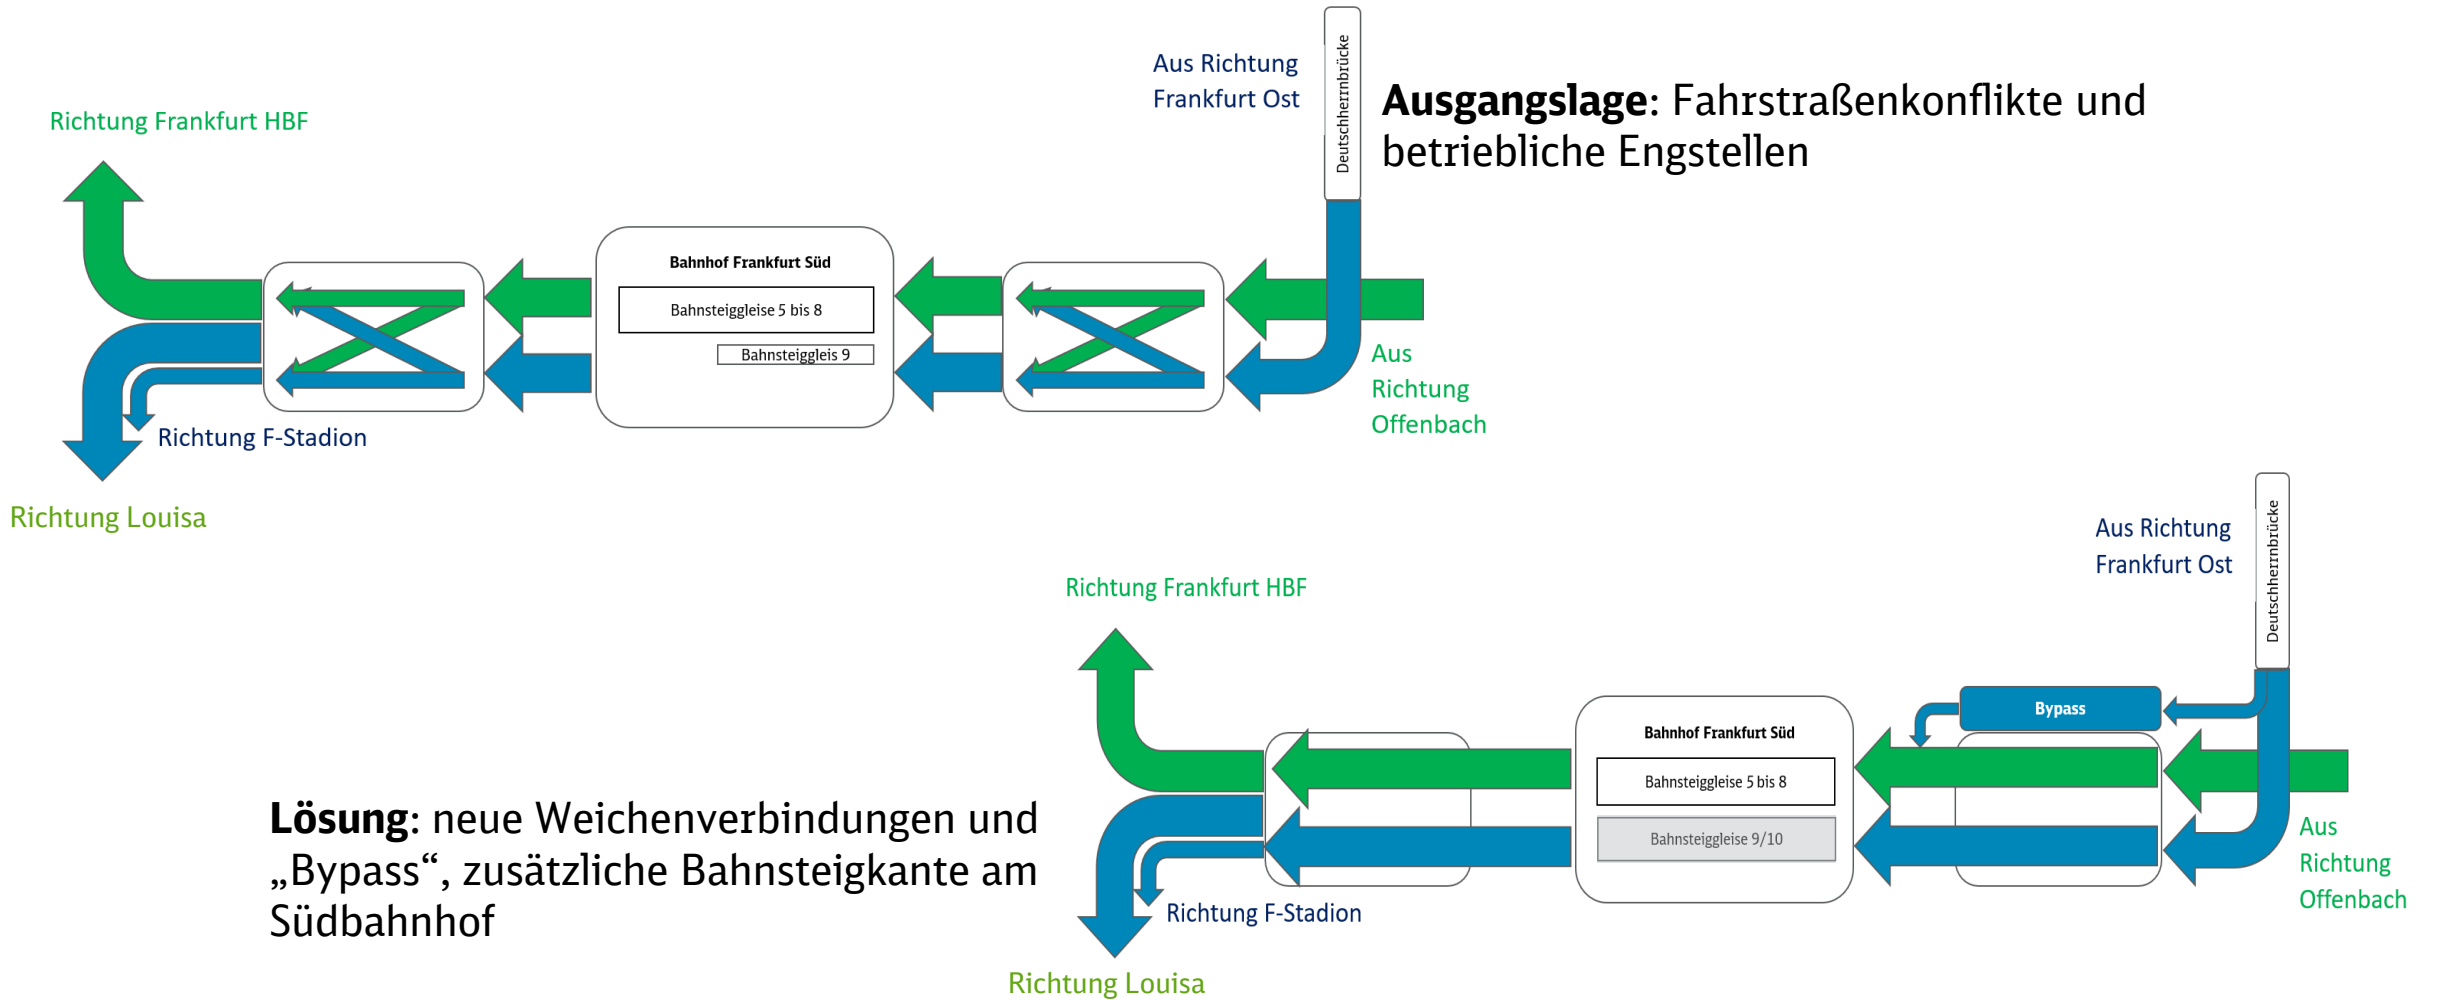 Aus Richtung
Frankfurt Ost
Deutschherrnbrücke
Ausgangslage: Fahrstraßenkonflikte und
betriebliche Engstellen
Richtung Frankfurt HBF
Bahnhof Frankfurt Süd
Bahnsteiggleise 5 bis 8
Bahnsteiggleis 9
Aus
Richtung
Offenbach
Richtung F-Stadion
Richtung Louisa
Aus Richtung
Frankfurt Ost
Deutschherrnbrücke
Richtung Frankfurt HBF
Bypass
Bahnhof Frankfurt Süd
Bahnsteiggleise 5 bis 8
Bahnsteiggleise 9/10
Lösung: neue Weichenverbindungen und
„Bypass“, zusätzliche Bahnsteigkante am
Südbahnhof
Aus
Richtung
Offenbach
Richtung F-Stadion
Richtung Louisa